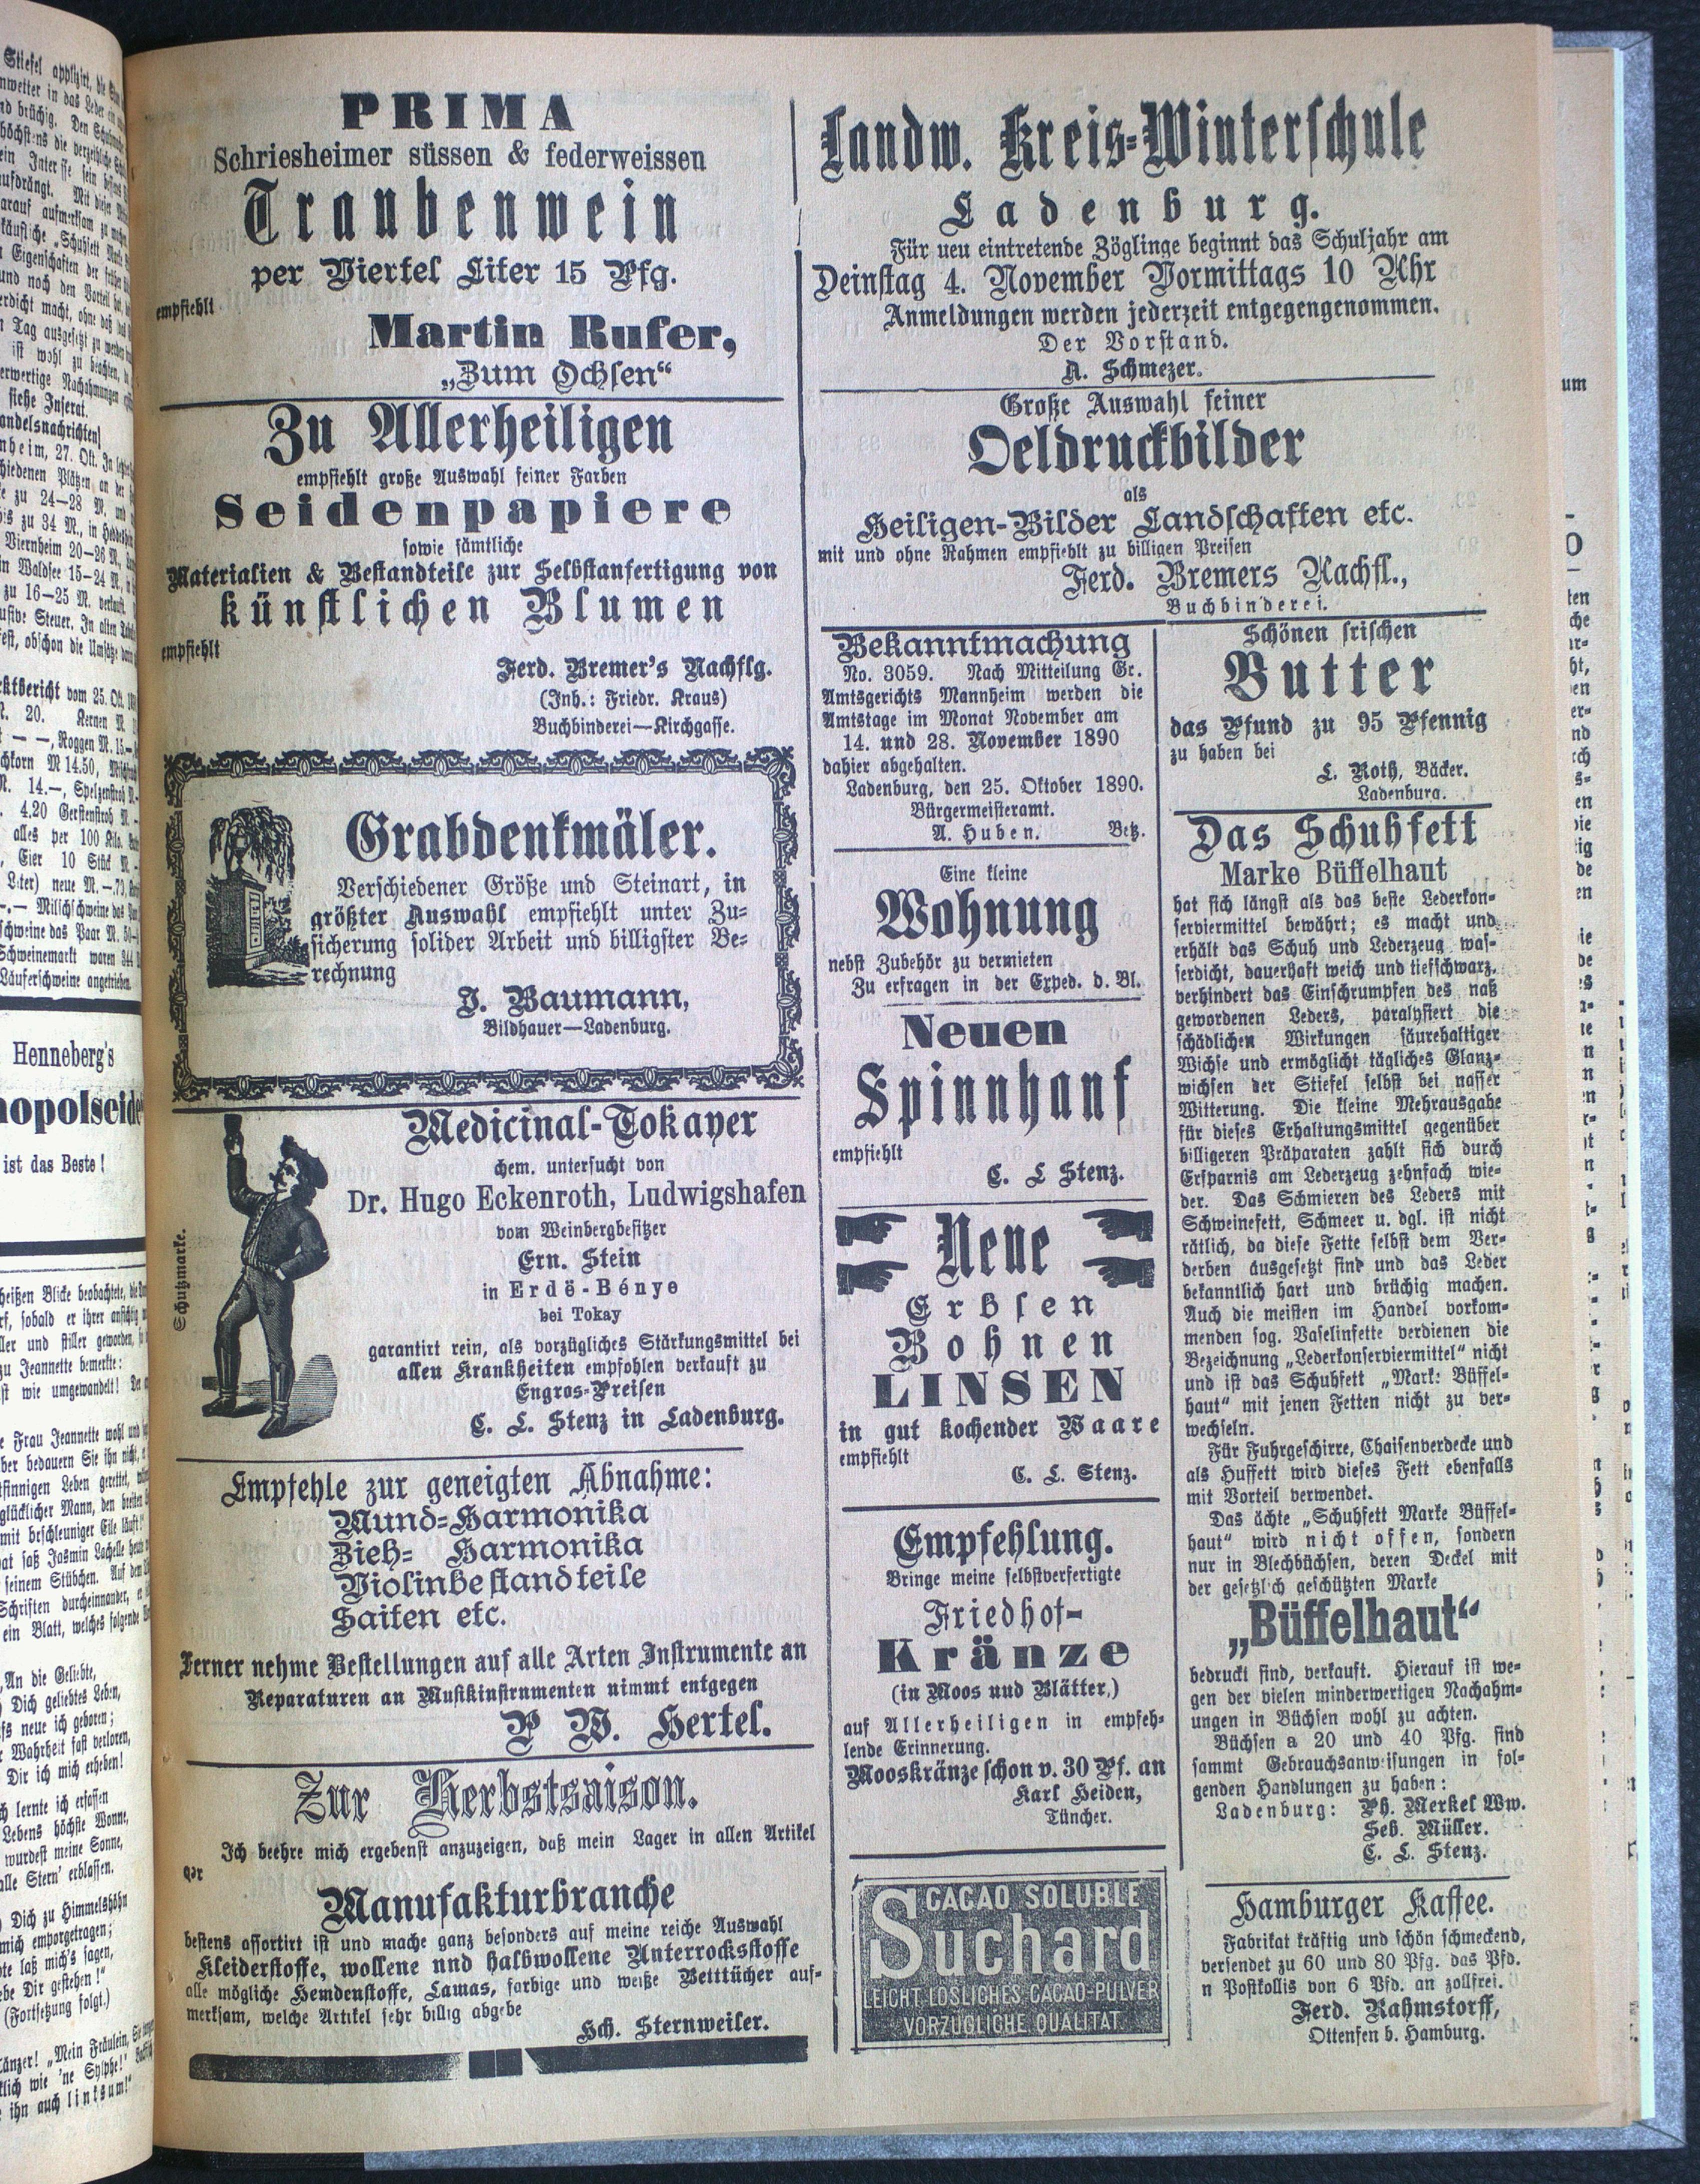 PRIMA
Schriesheimer süssen & federweissen
Traubenwein
per Viertel Liter 15 Pfg.
empfiehlt
Martin Rufer,
„Zum Ochsen“
Zu Allerheiligen
empfiehlt große Auswahl feiner Farben
Seidenpapiere
sowie sämtliche
Materialien & Bestandteile zur Selbstanfertigung von
künstlichen Blumen
empfiehlt
Ferd. Bremer's Nachflg.
(Inh.: Friedr. Kraus)
Buchbinderei—Kirchgasse.
Grabdenkmäler.
Verschiedener Größe und Steinart, in
größter Auswahl empfiehlt unter Zu=
sicherung solider Arbeit und billigster Be=
rechnung
J. Baumann,
Bildhauer—Ladenburg.
Schutzmarke.
Medicinal-Tokayer
chem. untersucht von
Dr. Hugo Eckenroth, Ludwigshafen
vom Weinbergbesitzer
Ern. Stein
in Erdö-Bénye
bei Tokay
garantirt rein, als vorzügliches Stärkungsmittel bei
allen Krankheiten empfohlen verkauft zu
Engros=Preisen
C. L. Stenz in Ladenburg.
Empfehle zur geneigten Abnahme:
Mund=Harmonika
Zieh= Harmonika
Violinbestandteile
Saiten etc.
Ferner nehme Bestellungen auf alle Arten Instrumente an
Reparaturen an Musikinstrumenten nimmt entgegen
P W. Hertel.
Zur Herbstsaison.
Ich beehre mich ergebenst anzuzeigen, daß mein Lager in allen Artikel
der
Manufakturbranche
bestens assortirt ist und mache ganz besonders auf meine reiche Auswahl
Kleiderstoffe, wollene und halbwollene Unterrocksstoffe
alle mögliche Hemdenstoffe, Lamas, farbige und weiße Betttücher auf=
merksam, welche Artikel sehr billig abgebe
Hch. Sternweiler.
Landw. Kreis=Winterschule
Ladenburg.
Für neu eintretende Zöglinge beginnt das Schuljahr am
Deinstag 4. November Vormittags 10 Uhr
Anmeldungen werden jederzeit entgegengenommen.
Der Vorstand.
A. Schmezer.
Große Auswahl feiner
Oeldruckbilder
als
Heiligen-Bilder Landschaften etc.
mit und ohne Rahmen empfiehlt zu billigen Preisen
Ferd. Bremers Nachfl.,
Buchbinderei.
Bekanntmachung
No. 3059. Nach Mitteilung Gr.
Amtsgerichts Mannheim werden die
Amtstage im Monat November am
14. und 28. November 1890
dahier abgehalten.
Ladenburg, den 25. Oktober 1890.
Bürgermeisteramt.
A. Huben. Betz.
Eine kleine
Wohnung
nebst Zubehör zu vermieten
Zu erfragen in der Exped. d. Bl.
Neuen
Spinnhanf
empfiehlt
C. L Stenz.
Neue
Erbsen
Bohnen
LINSEN
in gut kochender Waare
empfiehlt
C. L. Stenz.
Empfehlung.
Bringe meine selbstverfertigte
Friedhof-
Kränze
(in Moos und Blätter,)
auf Allerheiligen in empfeh=
lende Erinnerung.
Mooskränze schon v. 30 Pf. an
Karl Heiden,
Tüncher.
CACAO SOLUBLE
Suchard
LEICHT LÖSLICHES CACAO-PULVER
VORZÜGLICHE QUALITÄT.
Schönen frischen
Butter
das Pfund zu 95 Pfennig
zu haben bei
L. Roth, Bäcker.
Ladenburg.
Das Schuhfett
Marke Büffelhaut
hat sich längst als das beste Lederkon=
serviermittel bewährt; es macht und
erhält das Schuh und Lederzeug was=
serdicht, dauerhaft weich und tiefschwarz.
verhindert das Einschrumpfen des naß
gewordenen Leders, paralysiert die
schädlichen Wirkungen säurehaltiger
Wichse und ermöglicht tägliches Glanz=
wichsen der Stiefel selbst bei nasser
Witterung. Die kleine Mehrausgabe
für dieses Erhaltungsmittel gegenüber
billigeren Präparaten zahlt sich durch
Ersparnis am Lederzeug zehnfach wie=
der. Das Schmieren des Leders mit
Schweinefett, Schmeer u. dgl. ist nicht
rätlich, da diese Fette selbst dem Ver=
derben ausgesetzt sind und das Leder
bekanntlich hart und brüchig machen.
Auch die meisten im Handel vorkom=
menden sog. Vaselinfette verdienen die
Bezeichnung „Lederkonserviermittel“ nicht
und ist das Schuhfett „Mark: Büffel=
haut“ mit jenen Fetten nicht zu ver=
wechseln.
Für Fuhrgeschirre, Chaisenverdecke und
als Huffett wird dieses Fett ebenfalls
mit Vorteil verwendet.
Das ächte „Schuhfett Marke Büffel=
haut“ wird nicht offen, sondern
nur in Blechbüchsen, deren Deckel mit
der gesetzlich geschützten Marke
„Büffelhaut“
bedruckt sind, verkauft. Hierauf ist we=
gen der vielen minderwertigen Nachahm=
ungen in Büchsen wohl zu achten.
Büchsen a 20 und 40 Pfg. sind
sammt Gebrauchsanweisungen in fol=
genden Handlungen zu haben:
Ladenburg: Ph. Merkel Ww.
Seb. Müller.
C. L. Stenz.
Hamburger Kaffee.
Fabrikat kräftig und schön schmeckend,
versendet zu 60 und 80 Pfg. das Pfd.
n Postkollis von 6 Pfd. an zollfrei.
Ferd. Rahmstorff,
Ottensen b. Hamburg.
Henneberg's
ist das Beste!